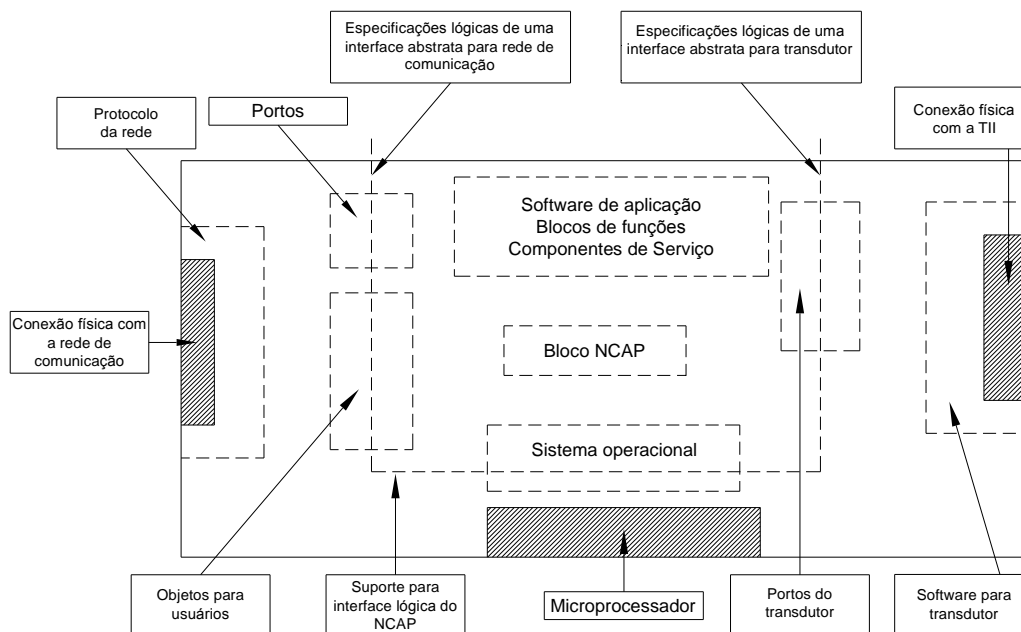 Especificações lógicas de uma
interface abstrata para rede de
comunicação
Especificações lógicas de uma
interface abstrata para transdutor
Protocolo
da rede
Portos
Conexão física
com a TII
Software de aplicação
Blocos de funções
Componentes de Serviço
Conexão física com
a rede de
comunicação
Bloco NCAP
Sistema operacional
Objetos para
usuários
Suporte para
interface lógica do
NCAP
Microprocessador
Portos do
transdutor
Software para
transdutor